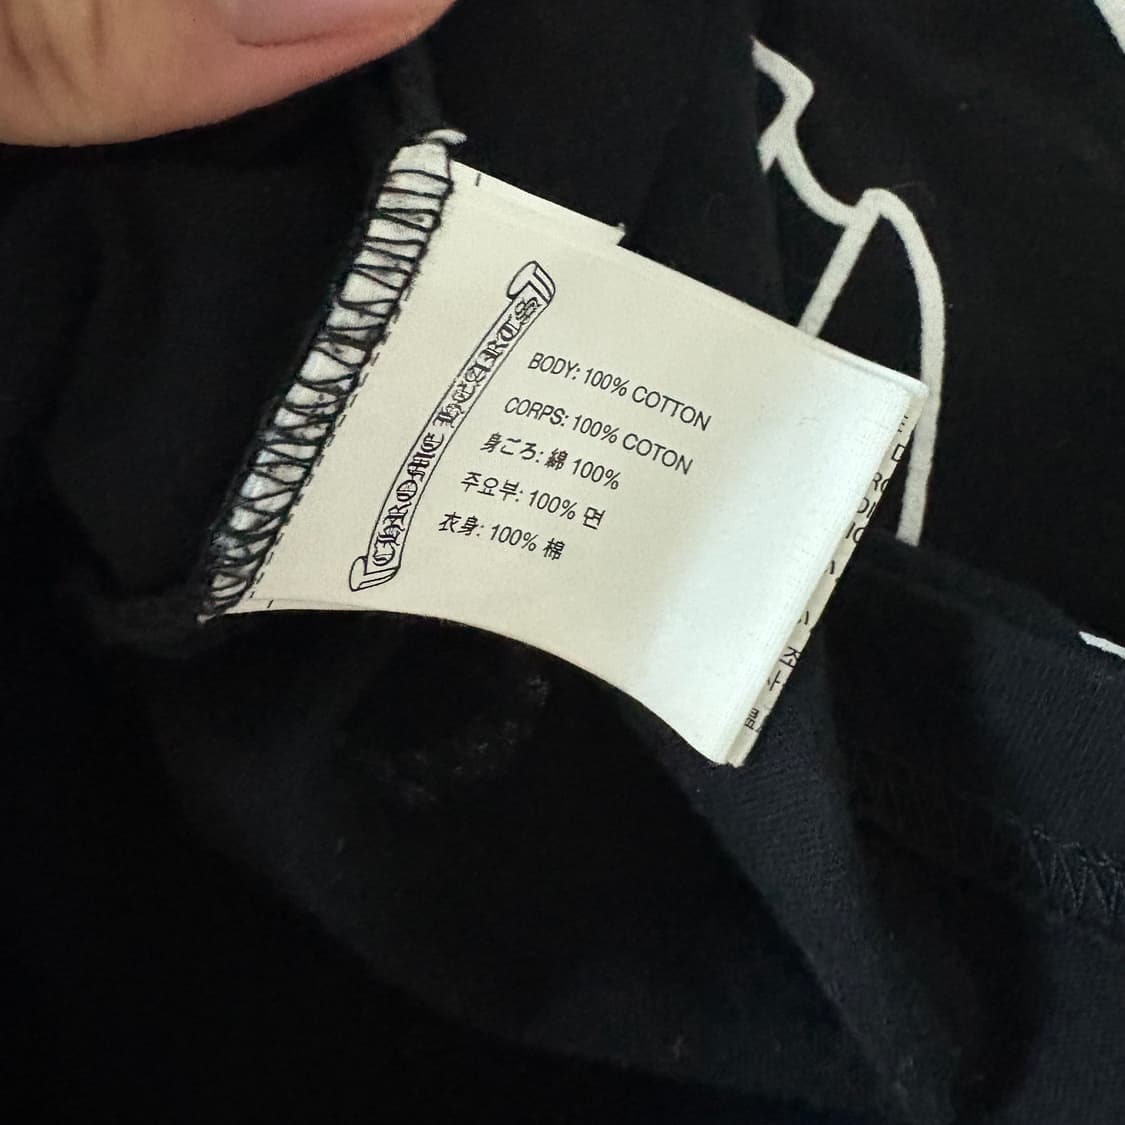 CHROME HEARTS
BODY: 100% COTTON
CORPS: 100% COTON
身ごろ: 綿 100%
주요부: 100% 면
衣身: 100% 棉